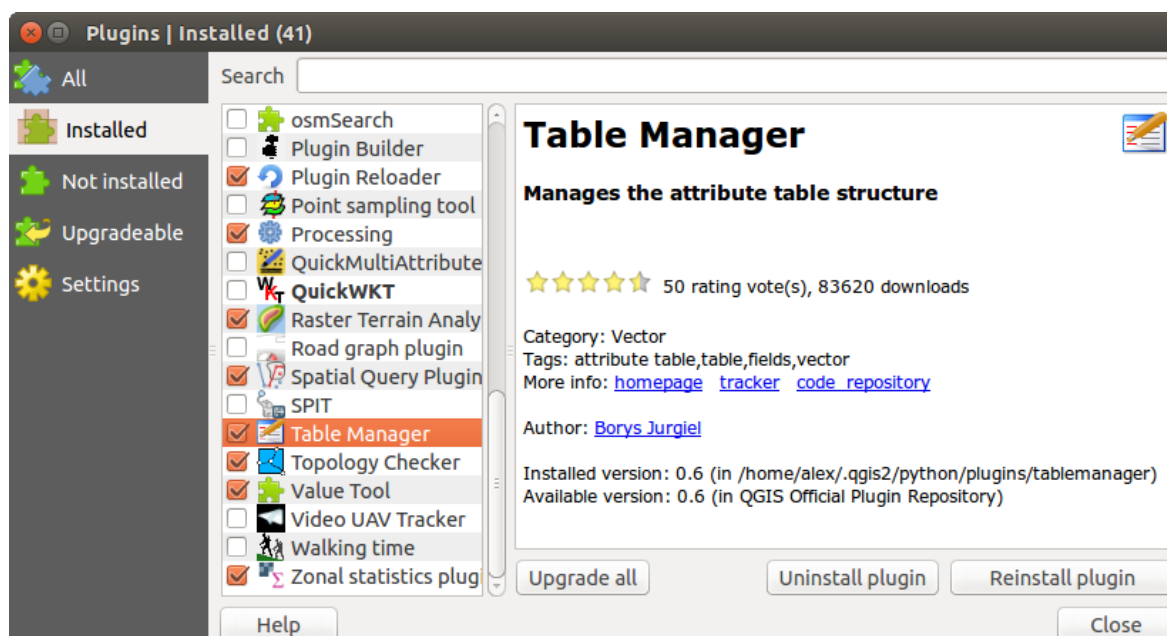 Plugins | Installed (41)
All
Installed
Not installed
Upgradeable
Settings
Search
osmSearch
Plugin Builder
Plugin Reloader
Point sampling tool
Processing
QuickMultiAttribute
WKT QuickWKT
Raster Terrain Analy
Road graph plugin
Spatial Query Plugin
SPIT
Table Manager
Topology Checker
Value Tool
Video UAV Tracker
Walking time
Zonal statistics plugi
Table Manager
Manages the attribute table structure
50 rating vote(s), 83620 downloads
Category: Vector
Tags: attribute table,table,fields,vector
More info: homepage tracker code repository
Author: Borys Jurgiel
Installed version: 0.6 (in /home/alex/.qgis2/python/plugins/tablemanager)
Available version: 0.6 (in QGIS Official Plugin Repository)
Upgrade all
Uninstall plugin
Reinstall plugin
Help
Close